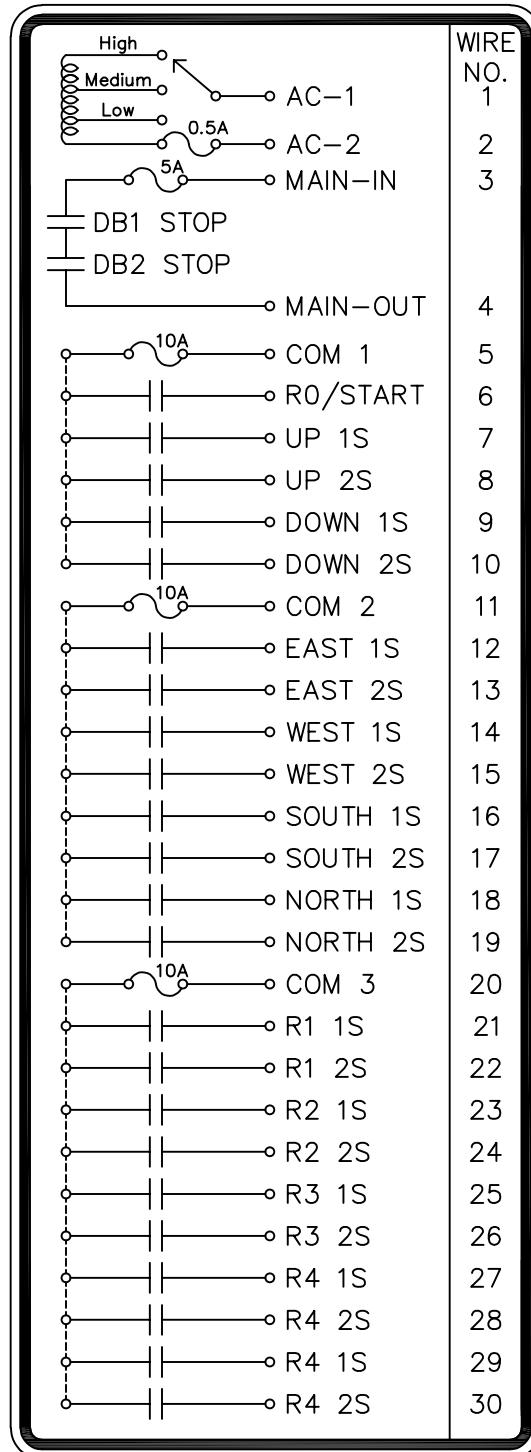 WIRE
NO.
High
Medium
Low
AC-1 1
0.5A
AC-2 2
5A
MAIN-IN 3
DB1 STOP
DB2 STOP
MAIN-OUT 4
10A
COM 1 5
R0/START 6
UP 1S 7
UP 2S 8
DOWN 1S 9
DOWN 2S 10
10A
COM 2 11
EAST 1S 12
EAST 2S 13
WEST 1S 14
WEST 2S 15
SOUTH 1S 16
SOUTH 2S 17
NORTH 1S 18
NORTH 2S 19
10A
COM 3 20
R1 1S 21
R1 2S 22
R2 1S 23
R2 2S 24
R3 1S 25
R3 2S 26
R4 1S 27
R4 2S 28
R4 1S 29
R4 2S 30